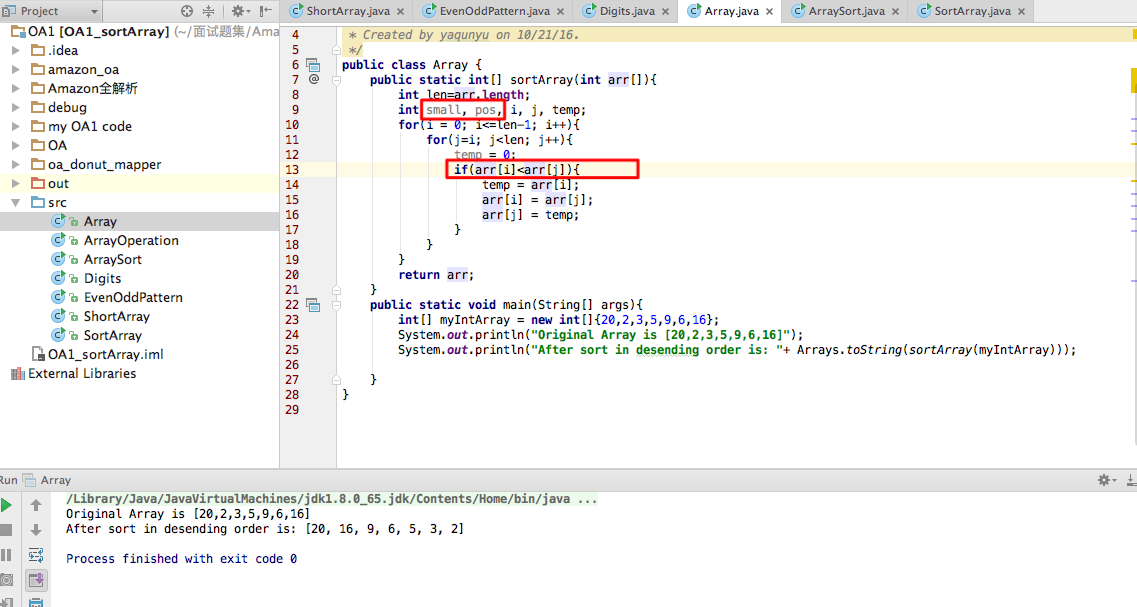 Project
ShortArray.java
EvenOddPattern.java
Digits.java
Array.java
ArraySort.java
SortArray.java
OA1 [OA1_sortArray] (~/面试题集/Ama
.idea
amazon_oa
Amazon全解析
debug
my OA1 code
OA
oa_donut_mapper
out
src
Array
ArrayOperation
ArraySort
Digits
EvenOddPattern
ShortArray
SortArray
OA1_sortArray.iml
External Libraries
4 * Created by yaqunyu on 10/21/16.
5 */
6 public class Array {
7 @ public static int[] sortArray(int arr[]){
8 int len=arr.length;
9 int small, pos, i, j, temp;
10 for(i = 0; i<=len-1; i++){
11 for(j=i; j<len; j++){
12 temp = 0;
13 if(arr[i]<arr[j]){
14 temp = arr[i];
15 arr[i] = arr[j];
16 arr[j] = temp;
17 }
18 }
19 }
20 return arr;
21 }
22 public static void main(String[] args){
23 int[] myIntArray = new int[]{20,2,3,5,9,6,16};
24 System.out.println("Original Array is [20,2,3,5,9,6,16]");
25 System.out.println("After sort in desending order is: "+ Arrays.toString(sortArray(myIntArray)));
26
27 }
28 }
29
Run Array
/Library/Java/JavaVirtualMachines/jdk1.8.0_65.jdk/Contents/Home/bin/java ...
Original Array is [20,2,3,5,9,6,16]
After sort in desending order is: [20, 16, 9, 6, 5, 3, 2]
Process finished with exit code 0